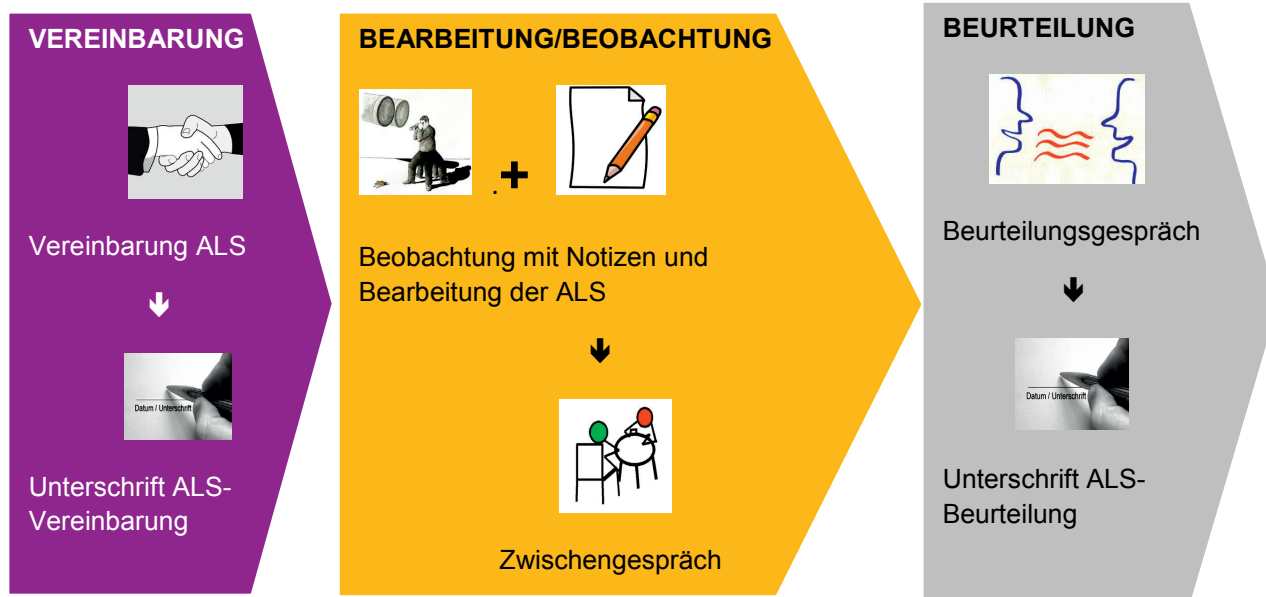 VEREINBARUNG
Vereinbarung ALS
Datum / Unterschrift
Unterschrift ALS-
Vereinbarung
BEARBEITUNG/BEOBACHTUNG
Beobachtung mit Notizen und
Bearbeitung der ALS
Zwischengespräch
BEURTEILUNG
Beurteilungsgespräch
Datum / Unterschrift
Unterschrift ALS-
Beurteilung